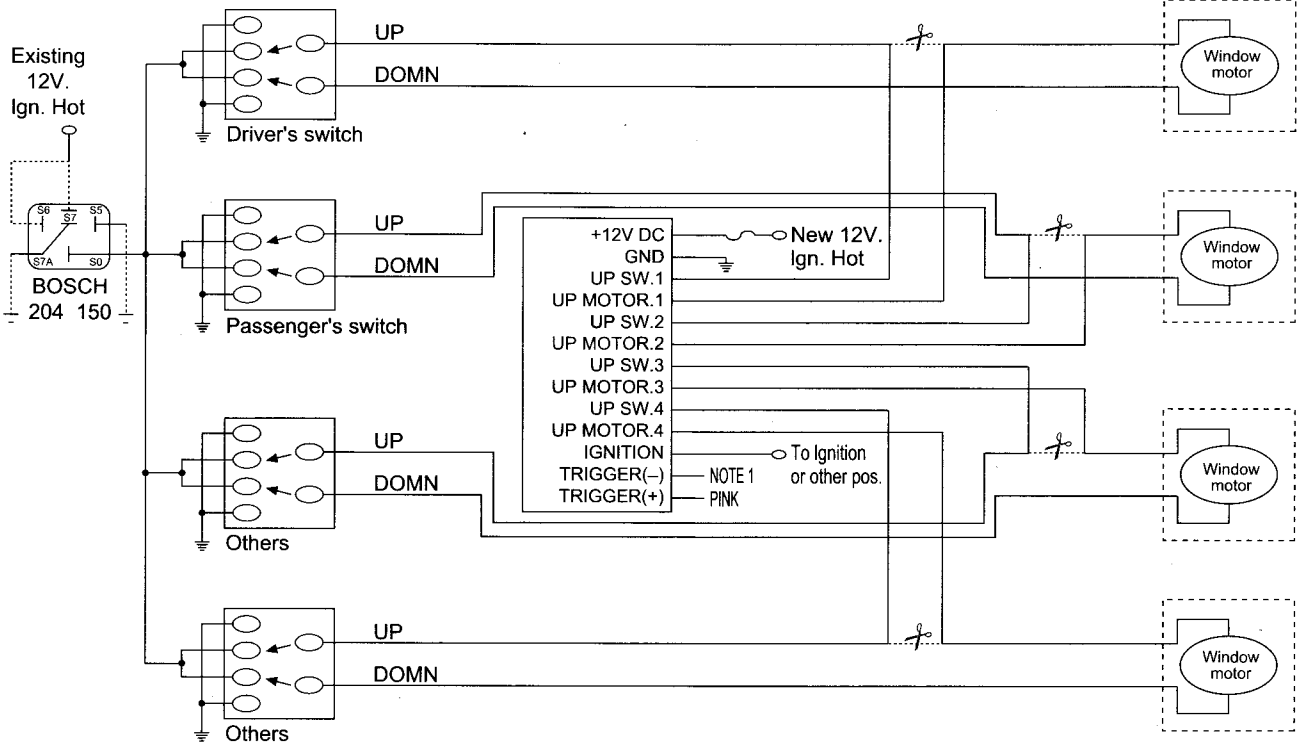 Existing
12V.
Ign. Hot
S6
S7
S5
S7A
S0
BOSCH
204 150
UP
DOMN
Driver's switch
UP
DOMN
Passenger's switch
UP
DOMN
Others
UP
DOMN
Others
+12V DC
GND
UP SW.1
UP MOTOR.1
UP SW.2
UP MOTOR.2
UP SW.3
UP MOTOR.3
UP SW.4
UP MOTOR.4
IGNITION
TRIGGER(–)
TRIGGER(+)
New 12V.
Ign. Hot
To Ignition
or other pos.
NOTE 1
PINK
Window
motor
Window
motor
Window
motor
Window
motor